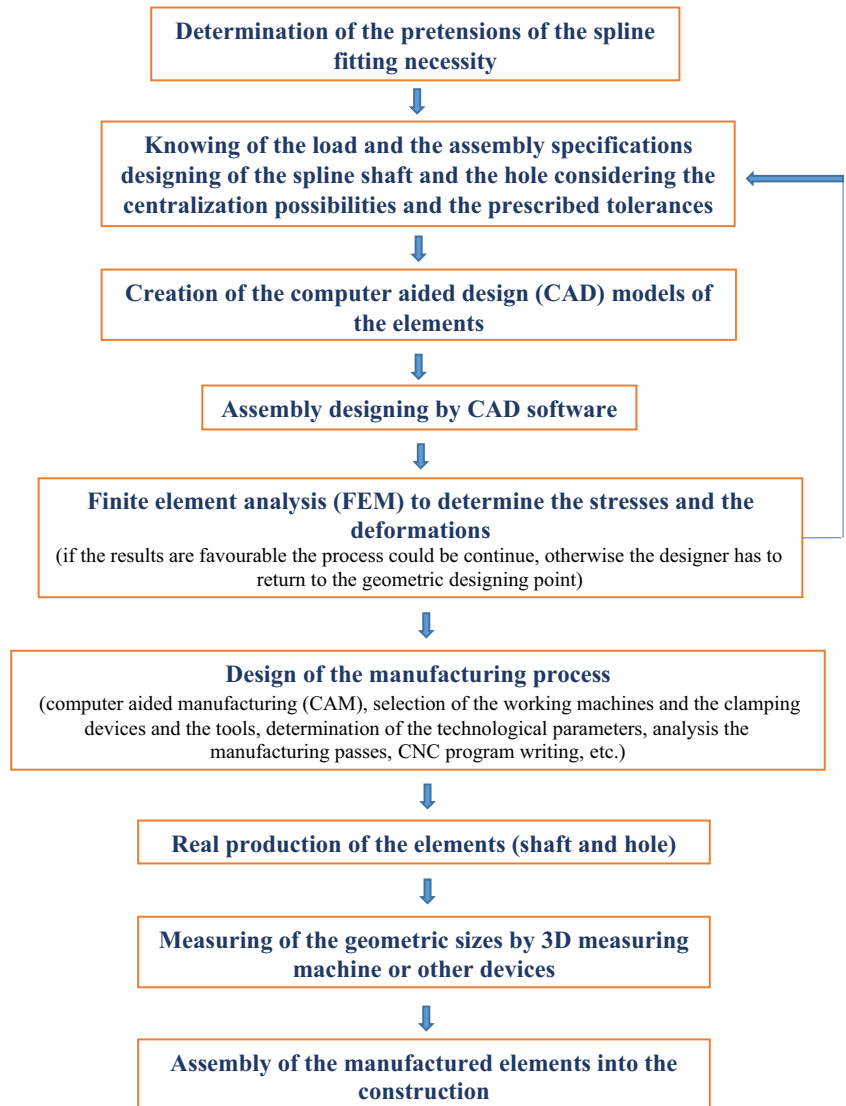 Determination of the pretensions of the spline
fitting necessity
Knowing of the load and the assembly specifications
designing of the spline shaft and the hole considering the
centralization possibilities and the prescribed tolerances
Creation of the computer aided design (CAD) models of
the elements
Assembly designing by CAD software
Finite element analysis (FEM) to determine the stresses and the
deformations
(if the results are favourable the process could be continue, otherwise the designer has to
return to the geometric designing point)
Design of the manufacturing process
(computer aided manufacturing (CAM), selection of the working machines and the clamping
devices and the tools, determination of the technological parameters, analysis the
manufacturing passes, CNC program writing, etc.)
Real production of the elements (shaft and hole)
Measuring of the geometric sizes by 3D measuring
machine or other devices
Assembly of the manufactured elements into the
construction